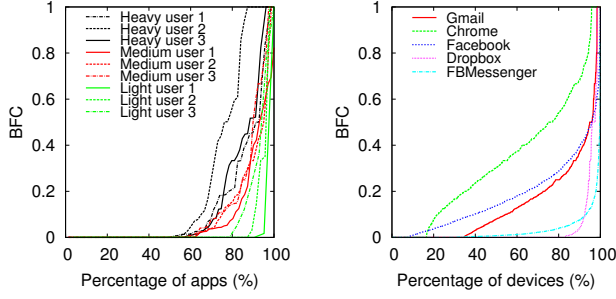 BFC
1
0.8
0.6
0.4
0.2
0
Heavy user 1
Heavy user 2
Heavy user 3
Medium user 1
Medium user 2
Medium user 3
Light user 1
Light user 2
Light user 3
0 20 40 60 80 100
Percentage of apps (%)
BFC
1
0.8
0.6
0.4
0.2
0
Gmail
Chrome
Facebook
Dropbox
FBMessenger
0 20 40 60 80 100
Percentage of devices (%)